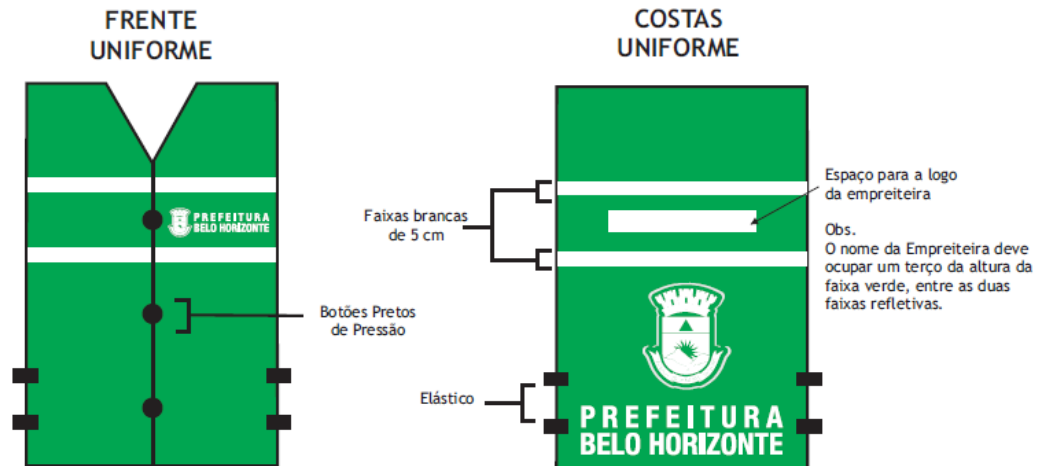 FRENTE
UNIFORME
PREFEITURA
BELO HORIZONTE
Botões Pretos
de Pressão
COSTAS
UNIFORME
Faixas brancas
de 5 cm
Espaço para a logo
da empreiteira
Obs.
O nome da Empreiteira deve
ocupar um terço da altura da
faixa verde, entre as duas
faixas refletivas.
Elástico
PREFEITURA
BELO HORIZONTE